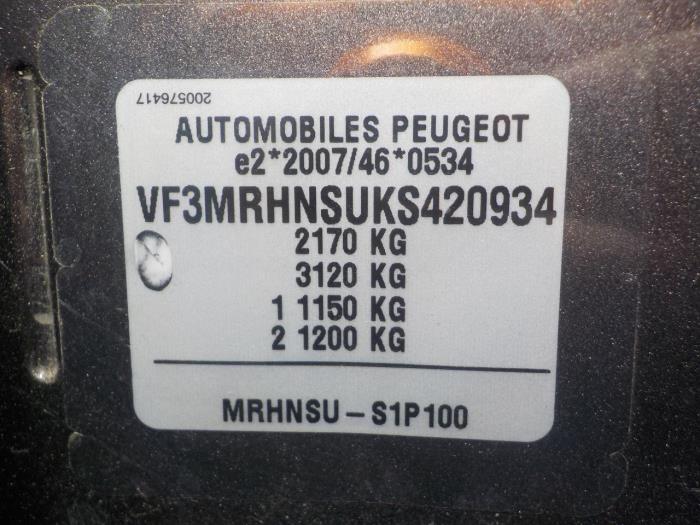 200576417
AUTOMOBILES PEUGEOT
e2*2007/46*0534
VF3MRHNSUKS420934
2170 KG
3120 KG
1 1150 KG
2 1200 KG
MRHNSU - S1P100